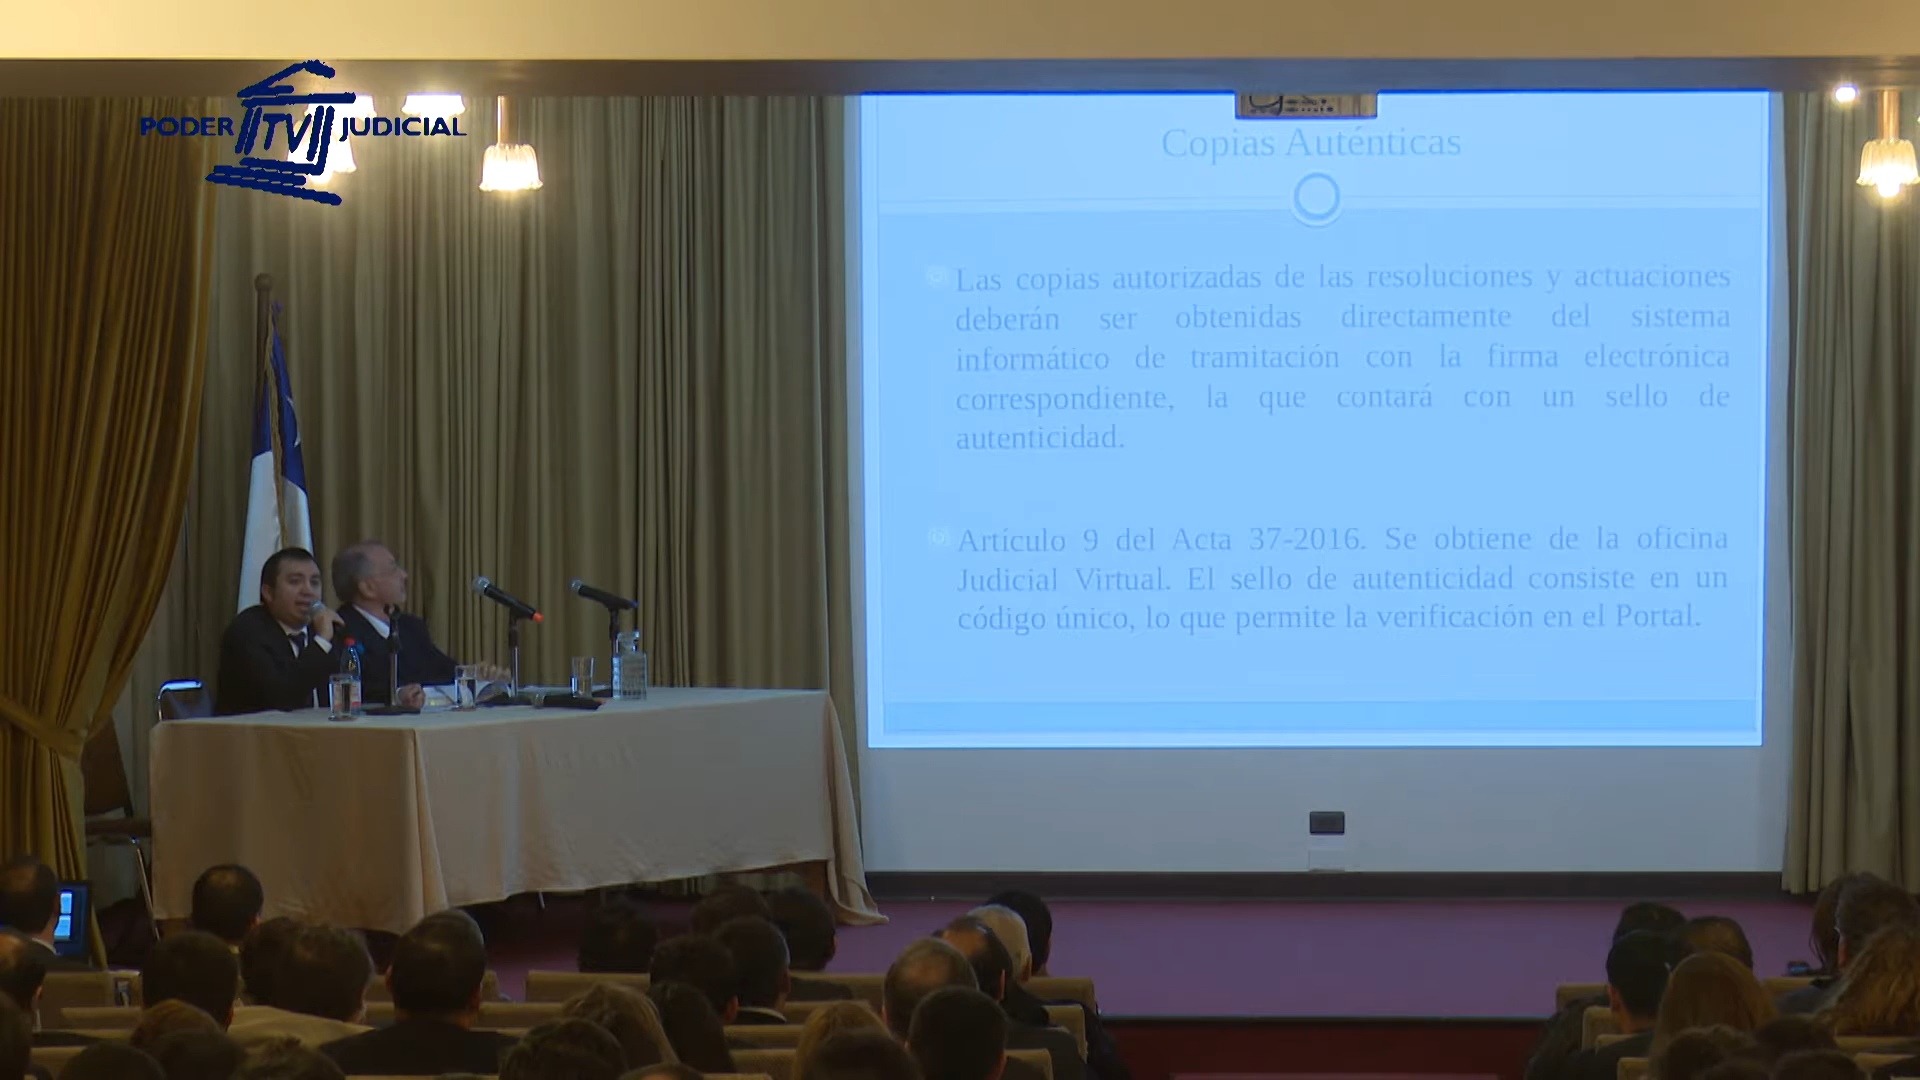 PODER TV JUDICIAL
Copias Auténticas
Las copias autorizadas de las resoluciones y actuaciones
deberán ser obtenidas directamente del sistema
informático de tramitación con la firma electrónica
correspondiente, la que contará con un sello de
autenticidad.
Artículo 9 del Acta 37-2016. Se obtiene de la oficina
Judicial Virtual. El sello de autenticidad consiste en un
código único, lo que permite la verificación en el Portal.